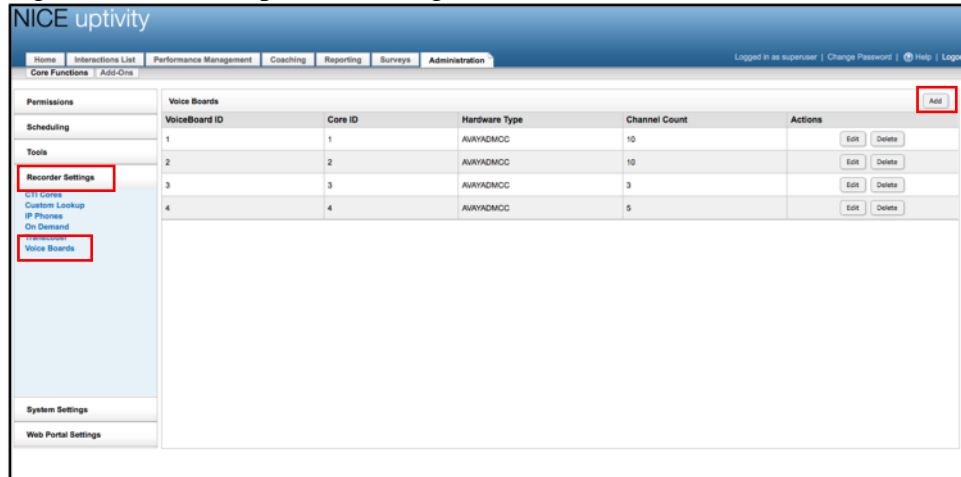 NICE uptivity
Home Interactions List Performance Management Coaching Reporting Surveys Administration Logged in as superuser | Change Password | Help | Logo
Core Functions Add-Ons
Permissions
Scheduling
Tools
Recorder Settings
CTI Cores
Custom Lookup
IP Phones
On Demand
Transcoder
Voice Boards
System Settings
Web Portal Settings
Voice Boards Add
VoiceBoard ID Core ID Hardware Type Channel Count Actions
1 1 AVAYADMCC 10 Edit Delete
2 2 AVAYADMCC 10 Edit Delete
3 3 AVAYADMCC 3 Edit Delete
4 4 AVAYADMCC 5 Edit Delete